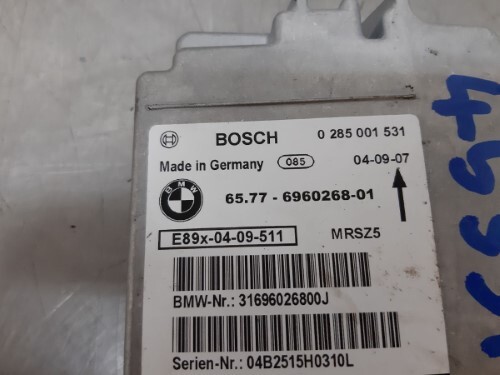 BOSCH 0 285 001 531
Made in Germany 085 04-09-07
BMW 65.77 - 6960268-01
E89x-04-09-511 MRSZ5
BMW-Nr.: 31696026800J
Serien-Nr.: 04B2515H0310L